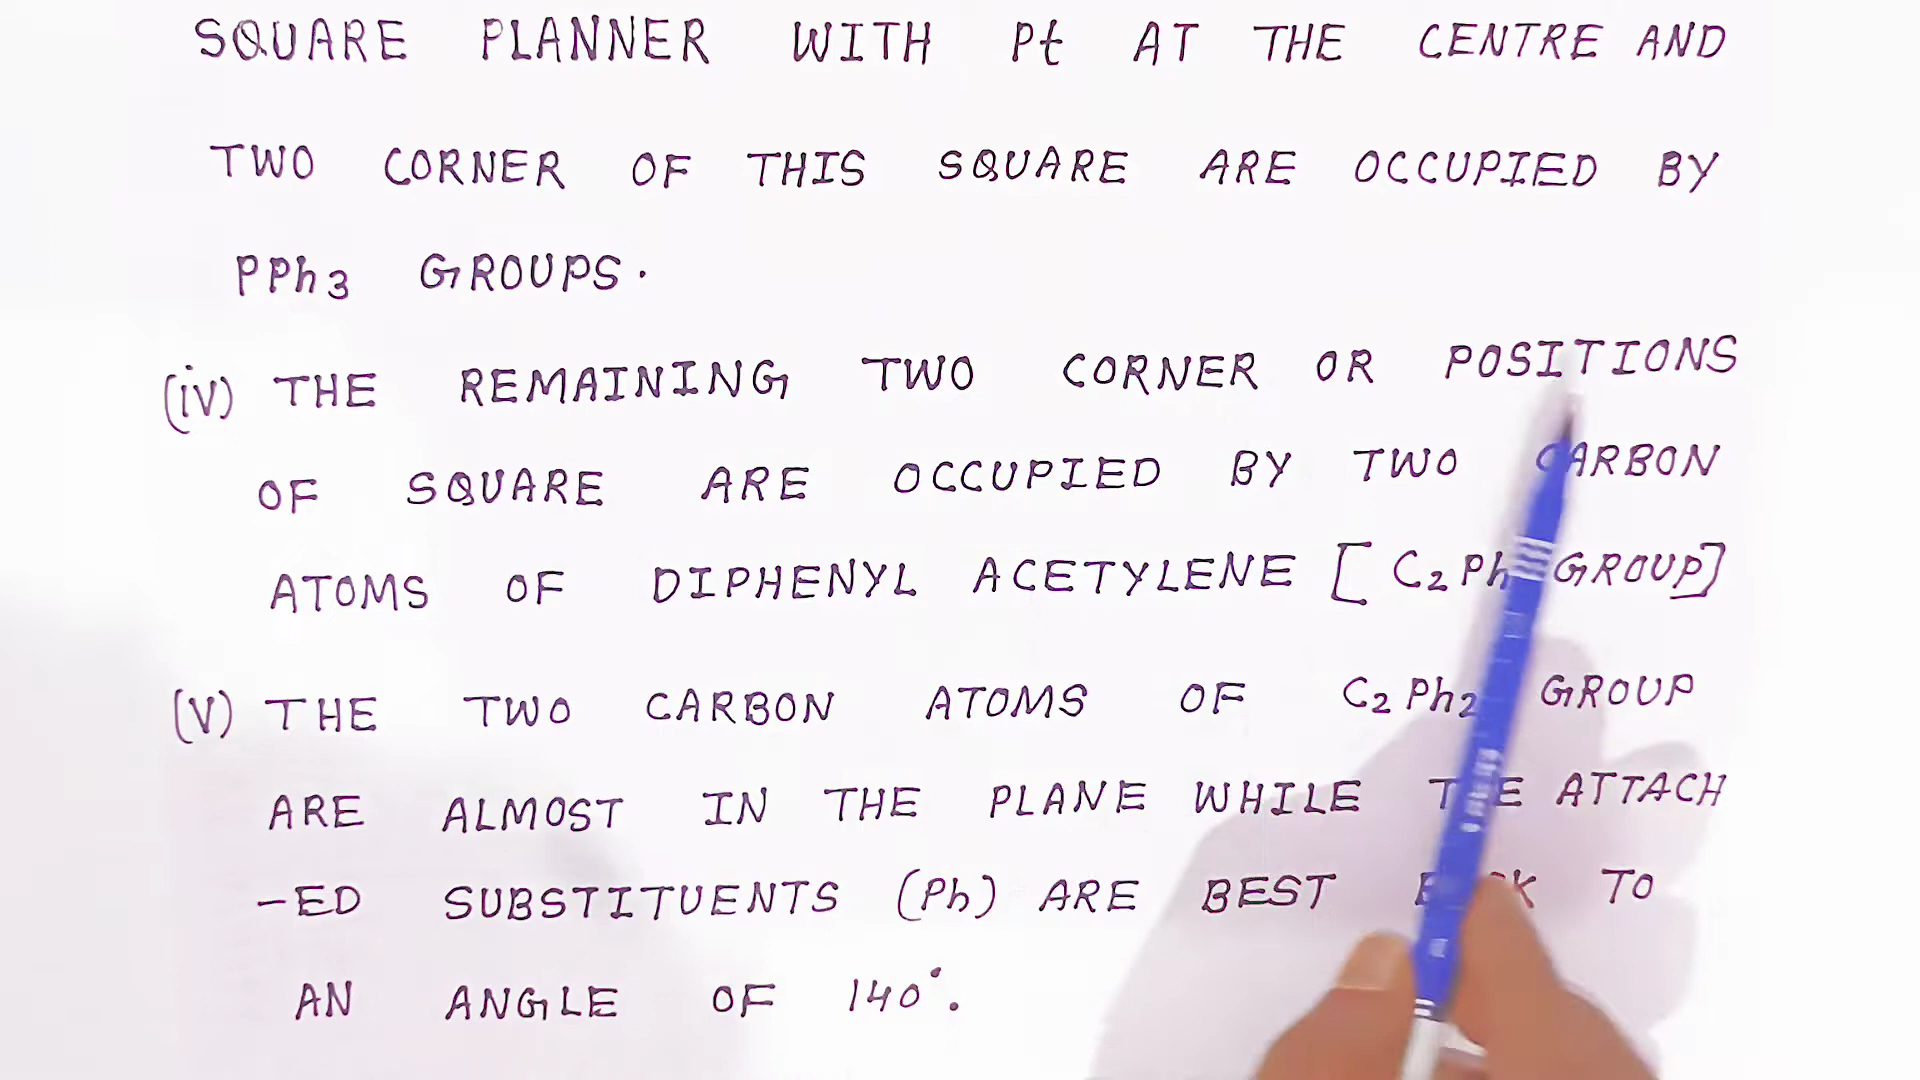 SQUARE PLANNER WITH Pt AT THE CENTRE AND
TWO CORNER OF THIS SQUARE ARE OCCUPIED BY
PPh3 GROUPS.
(iv) THE REMAINING TWO CORNER OR POSITIONS
OF SQUARE ARE OCCUPIED BY TWO CARBON
ATOMS OF DIPHENYL ACETYLENE [ C2Ph GROUP]
(V) THE TWO CARBON ATOMS OF C2Ph2 GROUP
ARE ALMOST IN THE PLANE WHILE THE ATTACH
-ED SUBSTITUENTS (Ph) ARE BEST TO
AN ANGLE OF 140°.